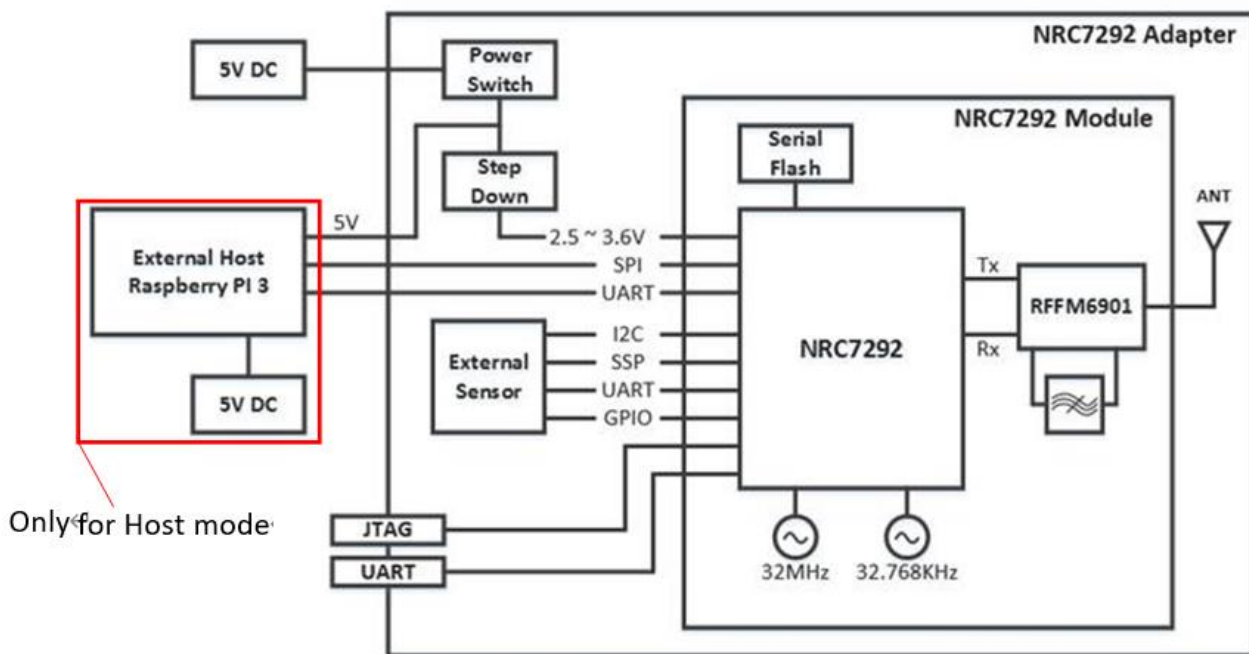 NRC7292 Adapter
5V DC
Power
Switch
NRC7292 Module
Serial
Flash
Step
Down
ANT
5V
2.5 ~ 3.6V
External Host
Raspberry PI 3
SPI
UART
Tx
RFFM6901
I2C
NRC7292
Rx
External
Sensor
SSP
UART
GPIO
5V DC
Only for Host mode
JTAG
UART
32MHz
32.768KHz